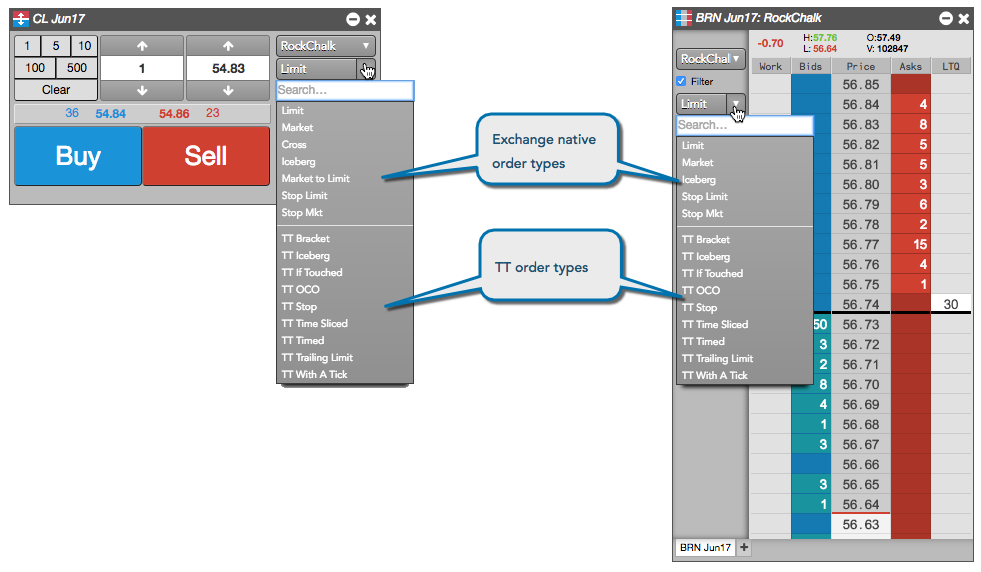 CL Jun17
1 5 10
100 500
Clear
1
54.83
RockChalk
Limit
36 54.84 54.86 23
Buy
Sell
Search...
Limit
Market
Cross
Iceberg
Market to Limit
Stop Limit
Stop Mkt
TT Bracket
TT Iceberg
TT If Touched
TT OCO
TT Stop
TT Time Sliced
TT Timed
TT Trailing Limit
TT With A Tick
Exchange native
order types
TT order types
BRN Jun17: RockChalk
-0.70
H:57.76 O:57.49
L: 56.64 V: 102847
RockChal
Filter
Limit
Search...
Limit
Market
Iceberg
Stop Limit
Stop Mkt
TT Bracket
TT Iceberg
TT If Touched
TT OCO
TT Stop
TT Time Sliced
TT Timed
TT Trailing Limit
TT With A Tick
Work Bids Price Asks LTQ
56.85
56.84 4
56.83 8
56.82 5
56.81 5
56.80 3
56.79 6
56.78 2
56.77 15
56.76 4
56.75 1
56.74 30
50 56.73
3 56.72
2 56.71
8 56.70
4 56.69
1 56.68
3 56.67
56.66
3 56.65
1 56.64
56.63
BRN Jun17 +